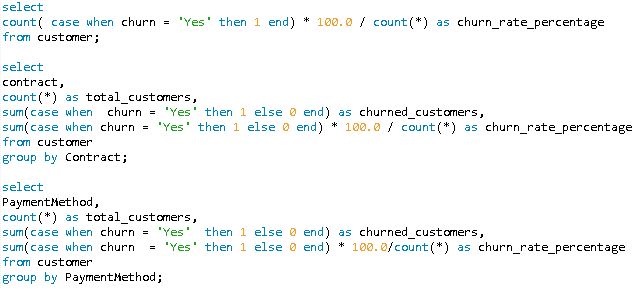 select
count( case when churn = 'Yes' then 1 end) * 100.0 / count(*) as churn_rate_percentage
from customer;
select
contract,
count(*) as total_customers,
sum(case when  churn = 'Yes' then 1 else 0 end) as churned_customers,
sum(case when churn = 'Yes' then 1 else 0 end) * 100.0 / count(*) as churn_rate_percentage
from customer
group by Contract;
select
PaymentMethod,
count(*) as total_customers,
sum(case when churn = 'Yes'  then 1 else 0 end) as churned_customers,
sum(case when churn  = 'Yes' then 1 else 0 end) * 100.0/count(*) as churn_rate_percentage
from customer
group by PaymentMethod;